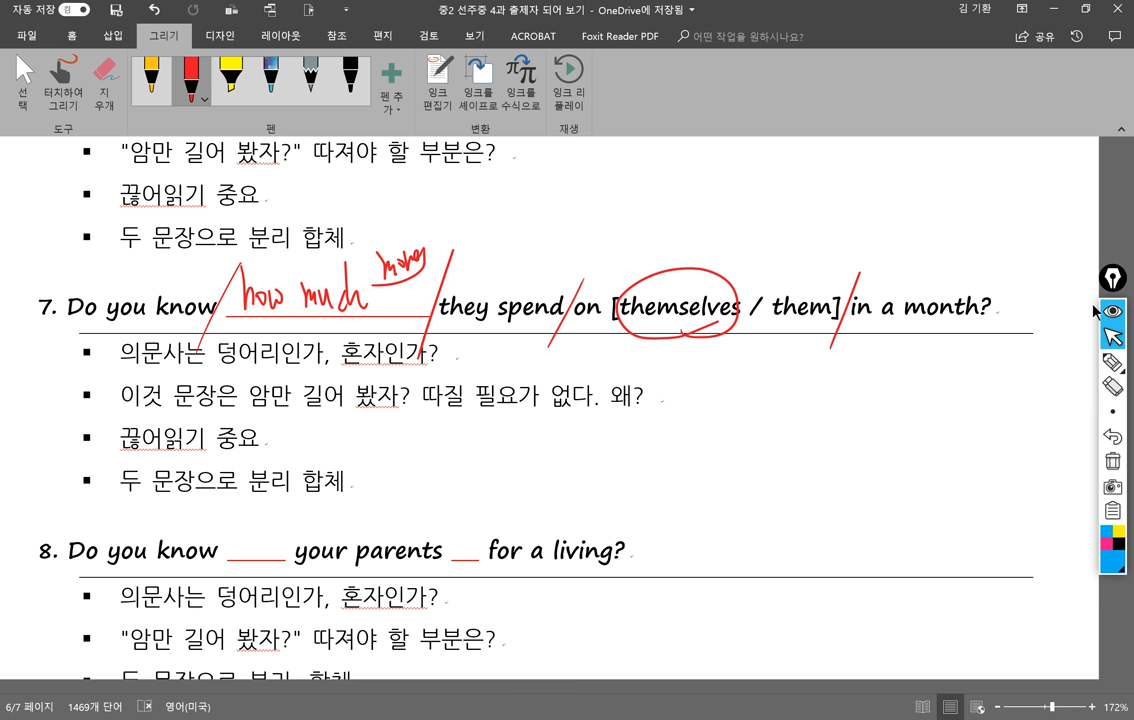 자동 저장 컴 중2 선주중 4과 출제자 되어 보기 - OneDrive에 저장됨 김 기환
파일 홈 삽입 그리기 디자인 레이아웃 참조 편지 검토 보기 ACROBAT Foxit Reader PDF 어떤 작업을 원하시나요? 공유
선택 터치하여 그리기 지우개 펜 추가 잉크 편집기 잉크를 셰이프로 잉크를 수식으로 잉크 리플레이
도구 펜 변환 재생
▪ "암만 길어 봤자?" 따져야 할 부분은?
▪ 끊어읽기 중요
▪ 두 문장으로 분리 합체
how much money
7. Do you know ____ they spend on [themselves / them] in a month?
▪ 의문사는 덩어리인가, 혼자인가?
▪ 이것 문장은 암만 길어 봤자? 따질 필요가 없다. 왜?
▪ 끊어읽기 중요
▪ 두 문장으로 분리 합체
8. Do you know ____ your parents __ for a living?
▪ 의문사는 덩어리인가, 혼자인가?
▪ "암만 길어 봤자?" 따져야 할 부분은?
▪ 두 문장으로 분리 합체
6/7 페이지 1469개 단어 영어(미국) 172%